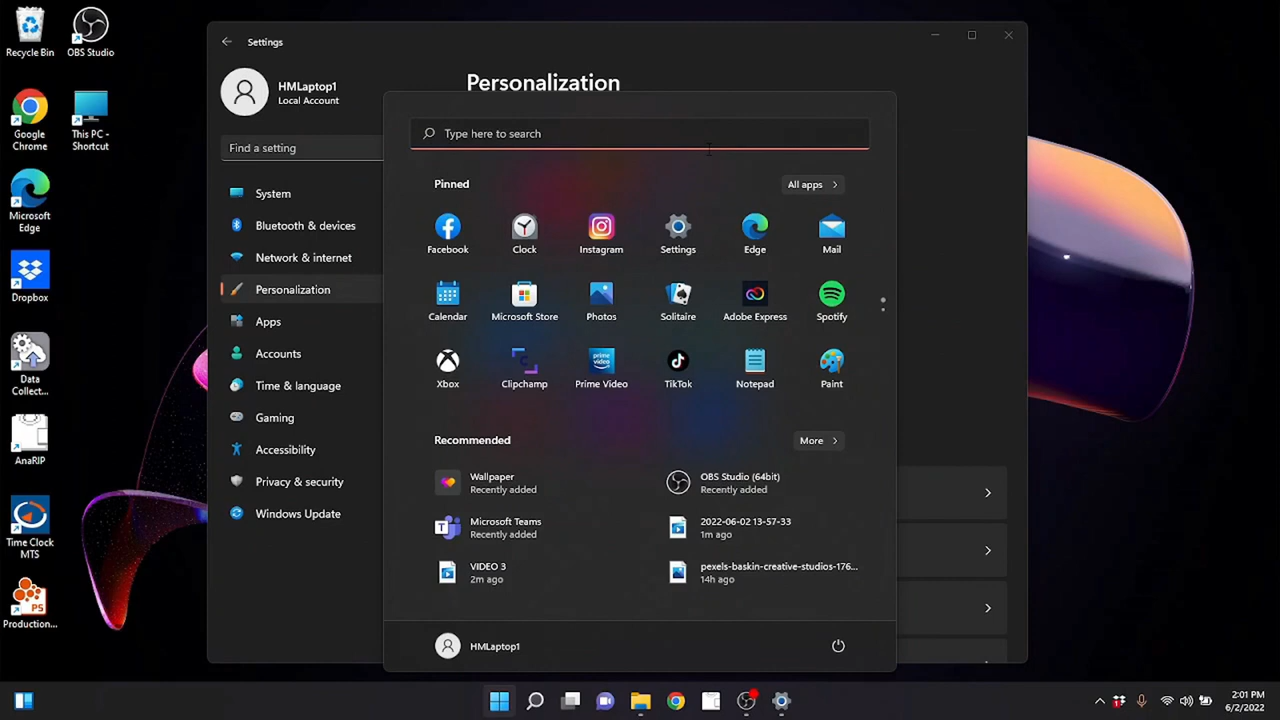 Recycle Bin
OBS Studio
Google
Chrome
This PC -
Shortcut
Microsoft
Edge
Dropbox
Data
Collect...
AnaRIP
Time Clock
MTS
PS
Production...
Settings
HMLaptop1
Local Account
Find a setting
System
Bluetooth & devices
Network & internet
Personalization
Apps
Accounts
Time & language
Gaming
Accessibility
Privacy & security
Windows Update
Personalization
Type here to search
Pinned
All apps
Facebook
Clock
Instagram
Settings
Edge
Mail
Calendar
Microsoft Store
Photos
Solitaire
Adobe Express
Spotify
Xbox
Clipchamp
prime video
Prime Video
TikTok
Notepad
Paint
Recommended
More
Wallpaper
Recently added
OBS Studio (64bit)
Recently added
Microsoft Teams
Recently added
2022-06-02 13-57-33
1m ago
VIDEO 3
2m ago
pexels-baskin-creative-studios-176...
14h ago
HMLaptop1
2:01 PM
6/2/2022